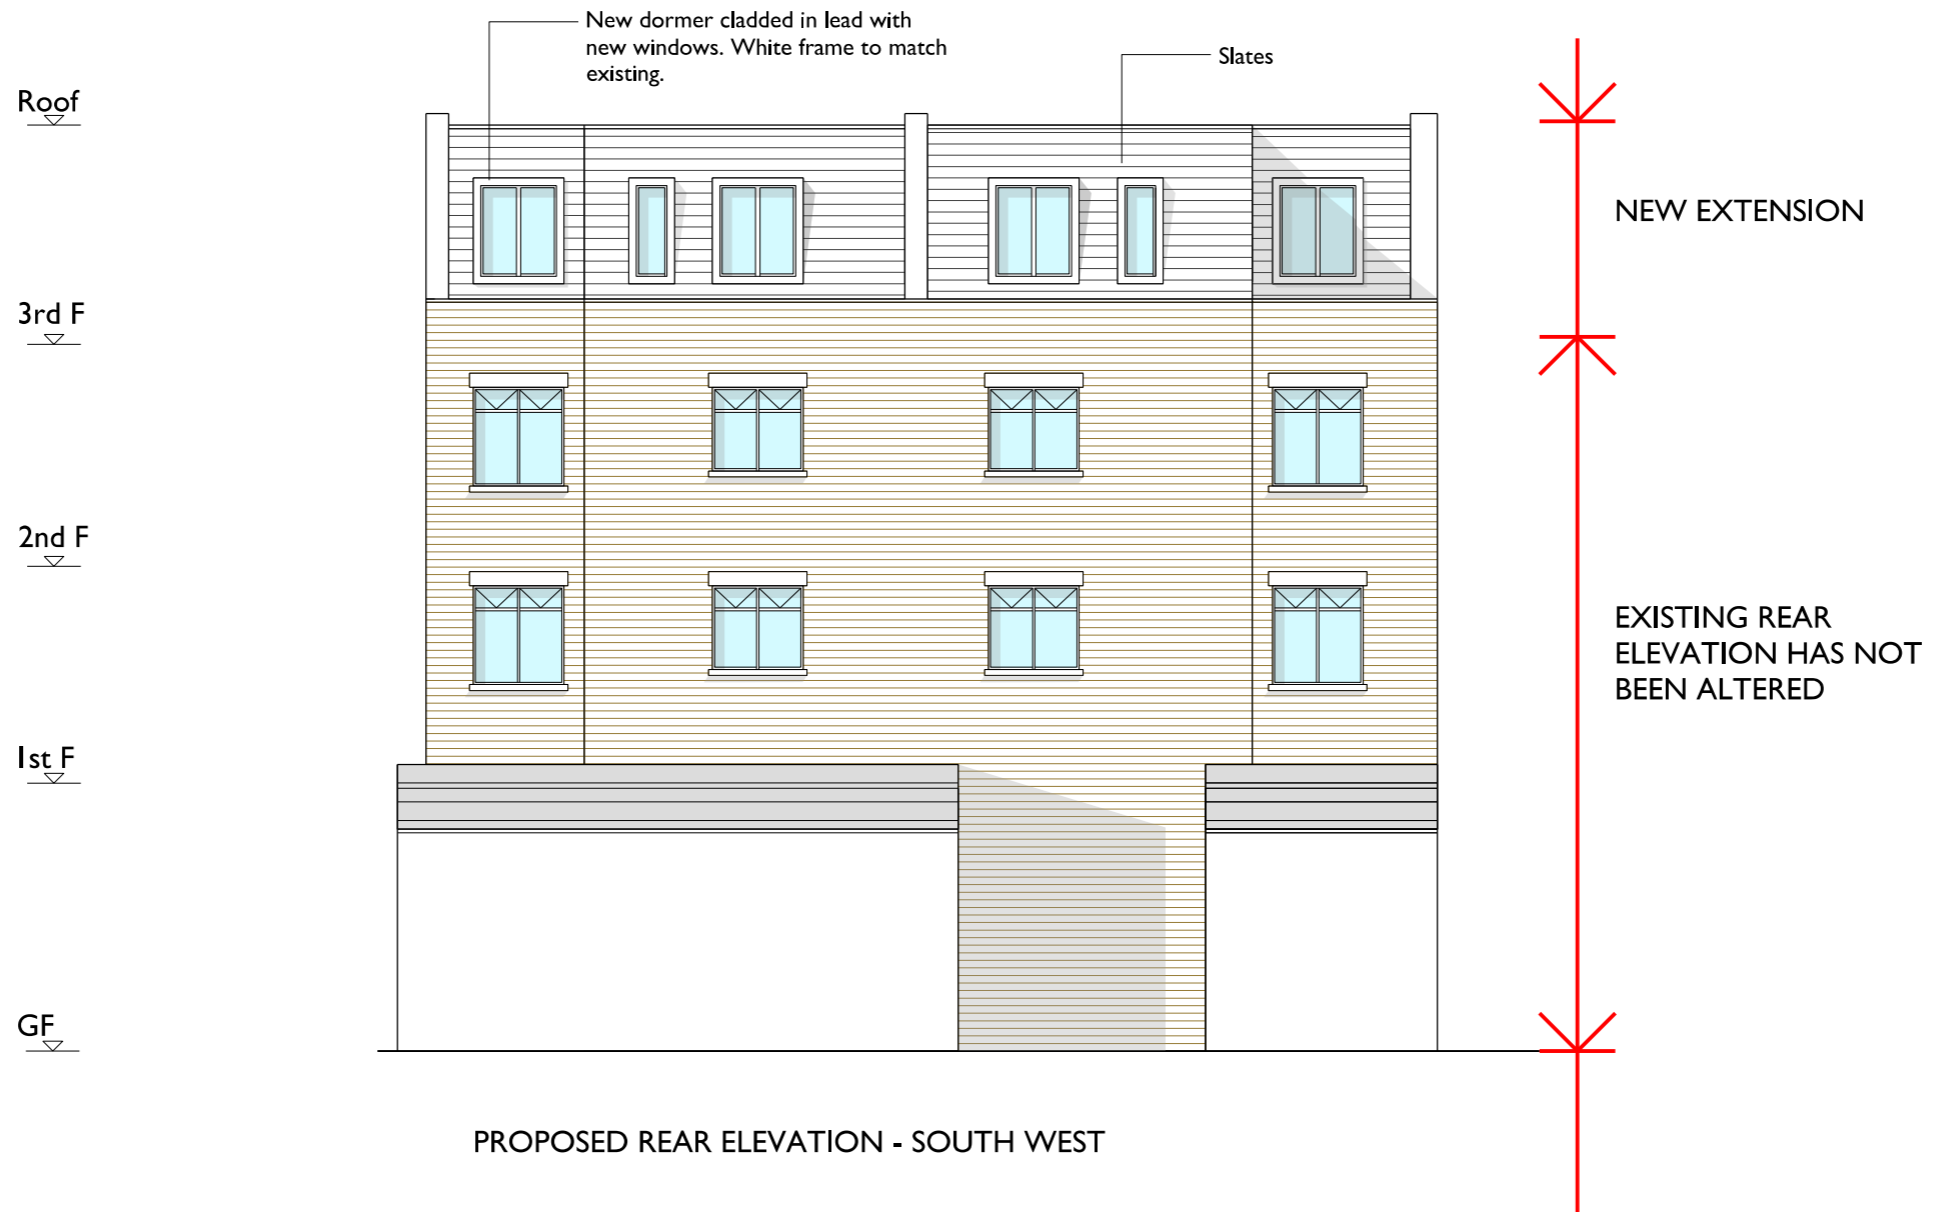 New dormer cladded in lead with
new windows. White frame to match
existing.
Slates
Roof
NEW EXTENSION
3rd F
2nd F
EXISTING REAR
ELEVATION HAS NOT
BEEN ALTERED
1st F
GF
PROPOSED REAR ELEVATION - SOUTH WEST